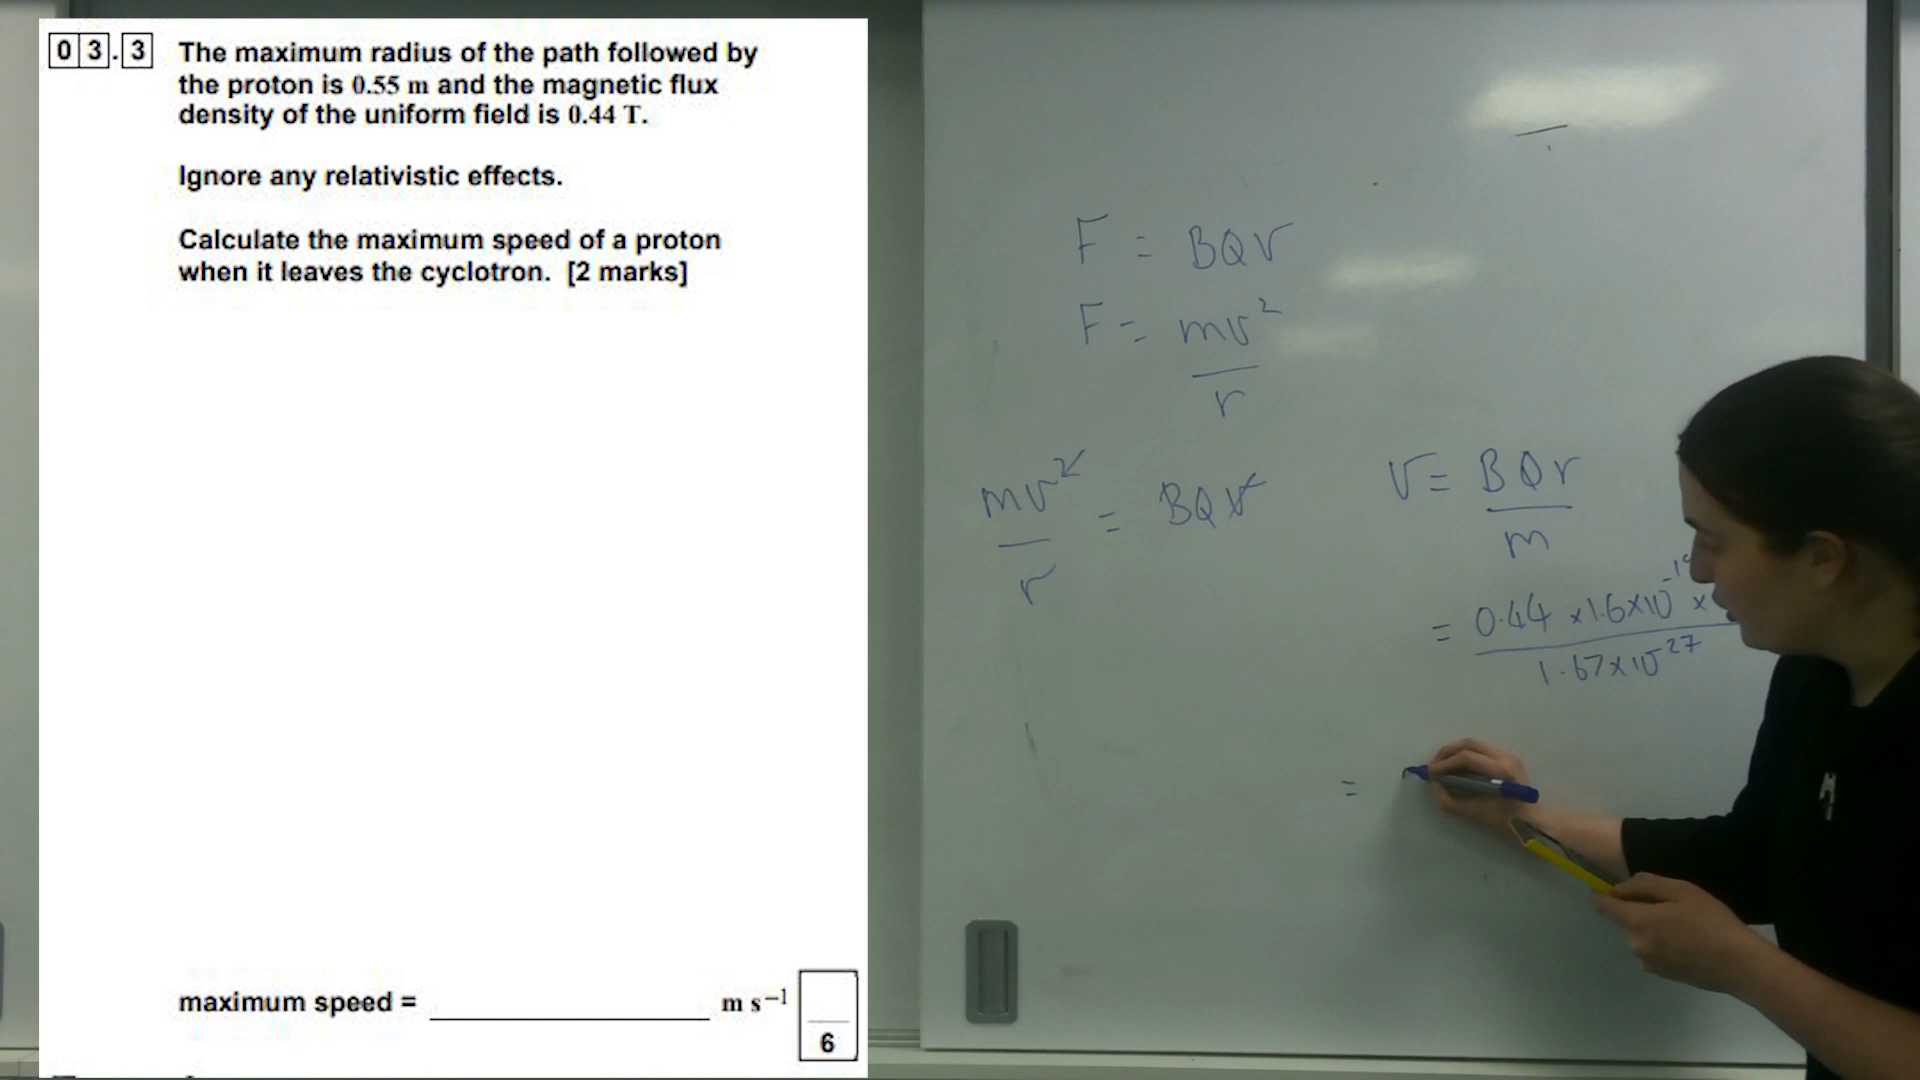 03.3 The maximum radius of the path followed by
the proton is 0.55 m and the magnetic flux
density of the uniform field is 0.44 T.
Ignore any relativistic effects.
Calculate the maximum speed of a proton
when it leaves the cyclotron. [2 marks]
maximum speed = ____________ m s⁻¹
6
F = BQV
F = mv²/r
mv²/r = BQV
V = BQr/m
= 0.44 × 1.6×10⁻¹ ×
1.67×10⁻²⁷
=